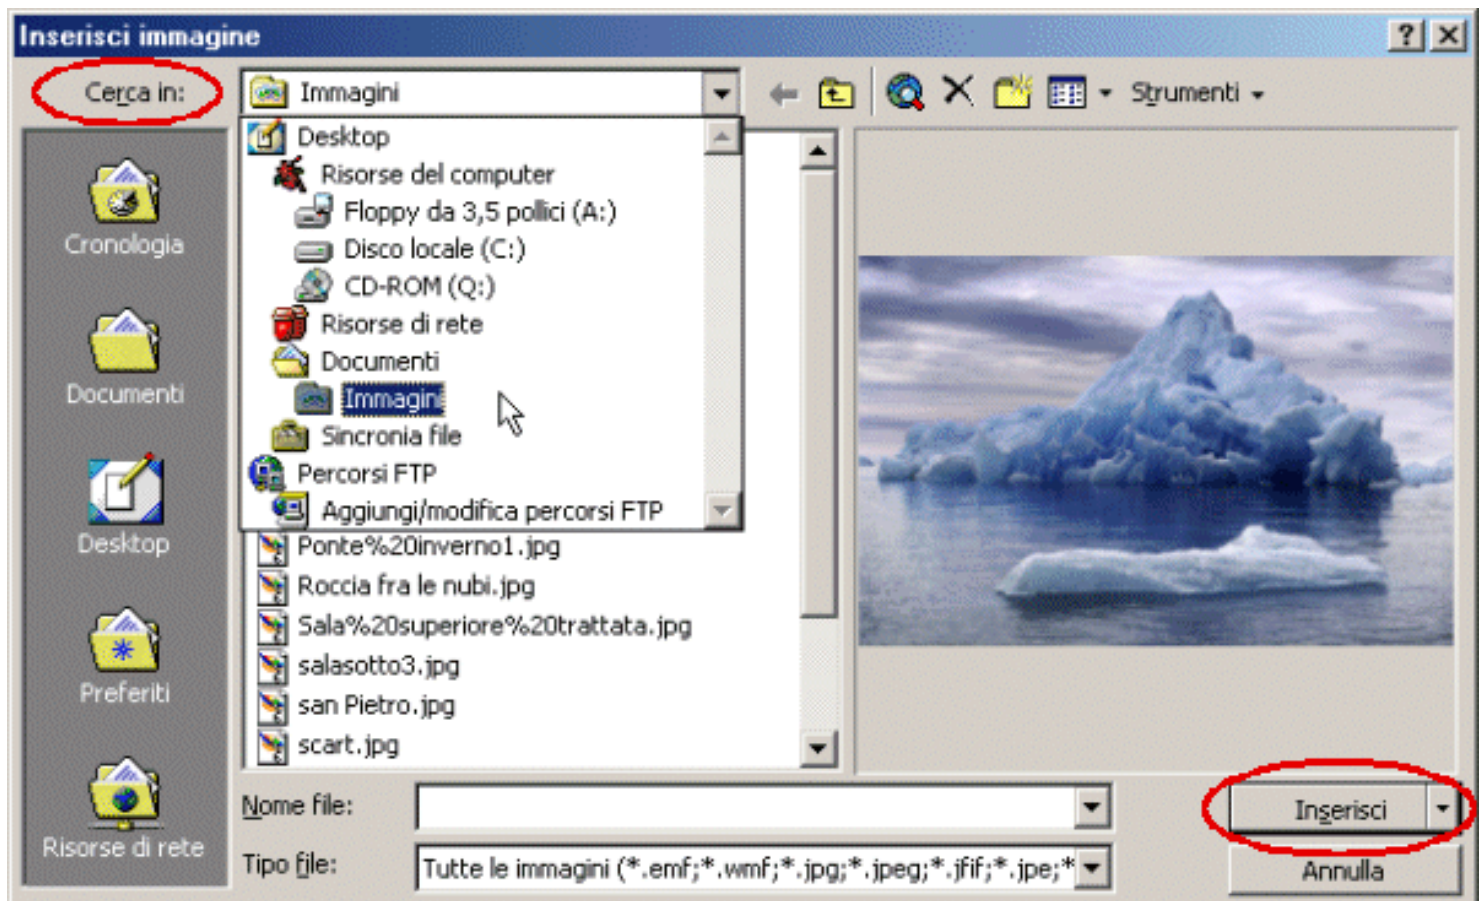 Inserisci immagine
Cerca in:
Immagini
Strumenti
Desktop
Risorse del computer
Floppy da 3,5 pollici (A:)
Disco locale (C:)
CD-ROM (Q:)
Risorse di rete
Documenti
Immagini
Sincronia file
Percorsi FTP
Aggiungi/modifica percorsi FTP
Ponte%20inverno1.jpg
Roccia fra le nubi.jpg
Sala%20superiore%20trattata.jpg
salasotto3.jpg
san Pietro.jpg
scart.jpg
Cronologia
Documenti
Desktop
Preferiti
Risorse di rete
Nome file:
Inserisci
Tipo file:
Tutte le immagini (*.emf;*.wmf;*.jpg;*.jpeg;*.jfif;*.jpe;*
Annulla